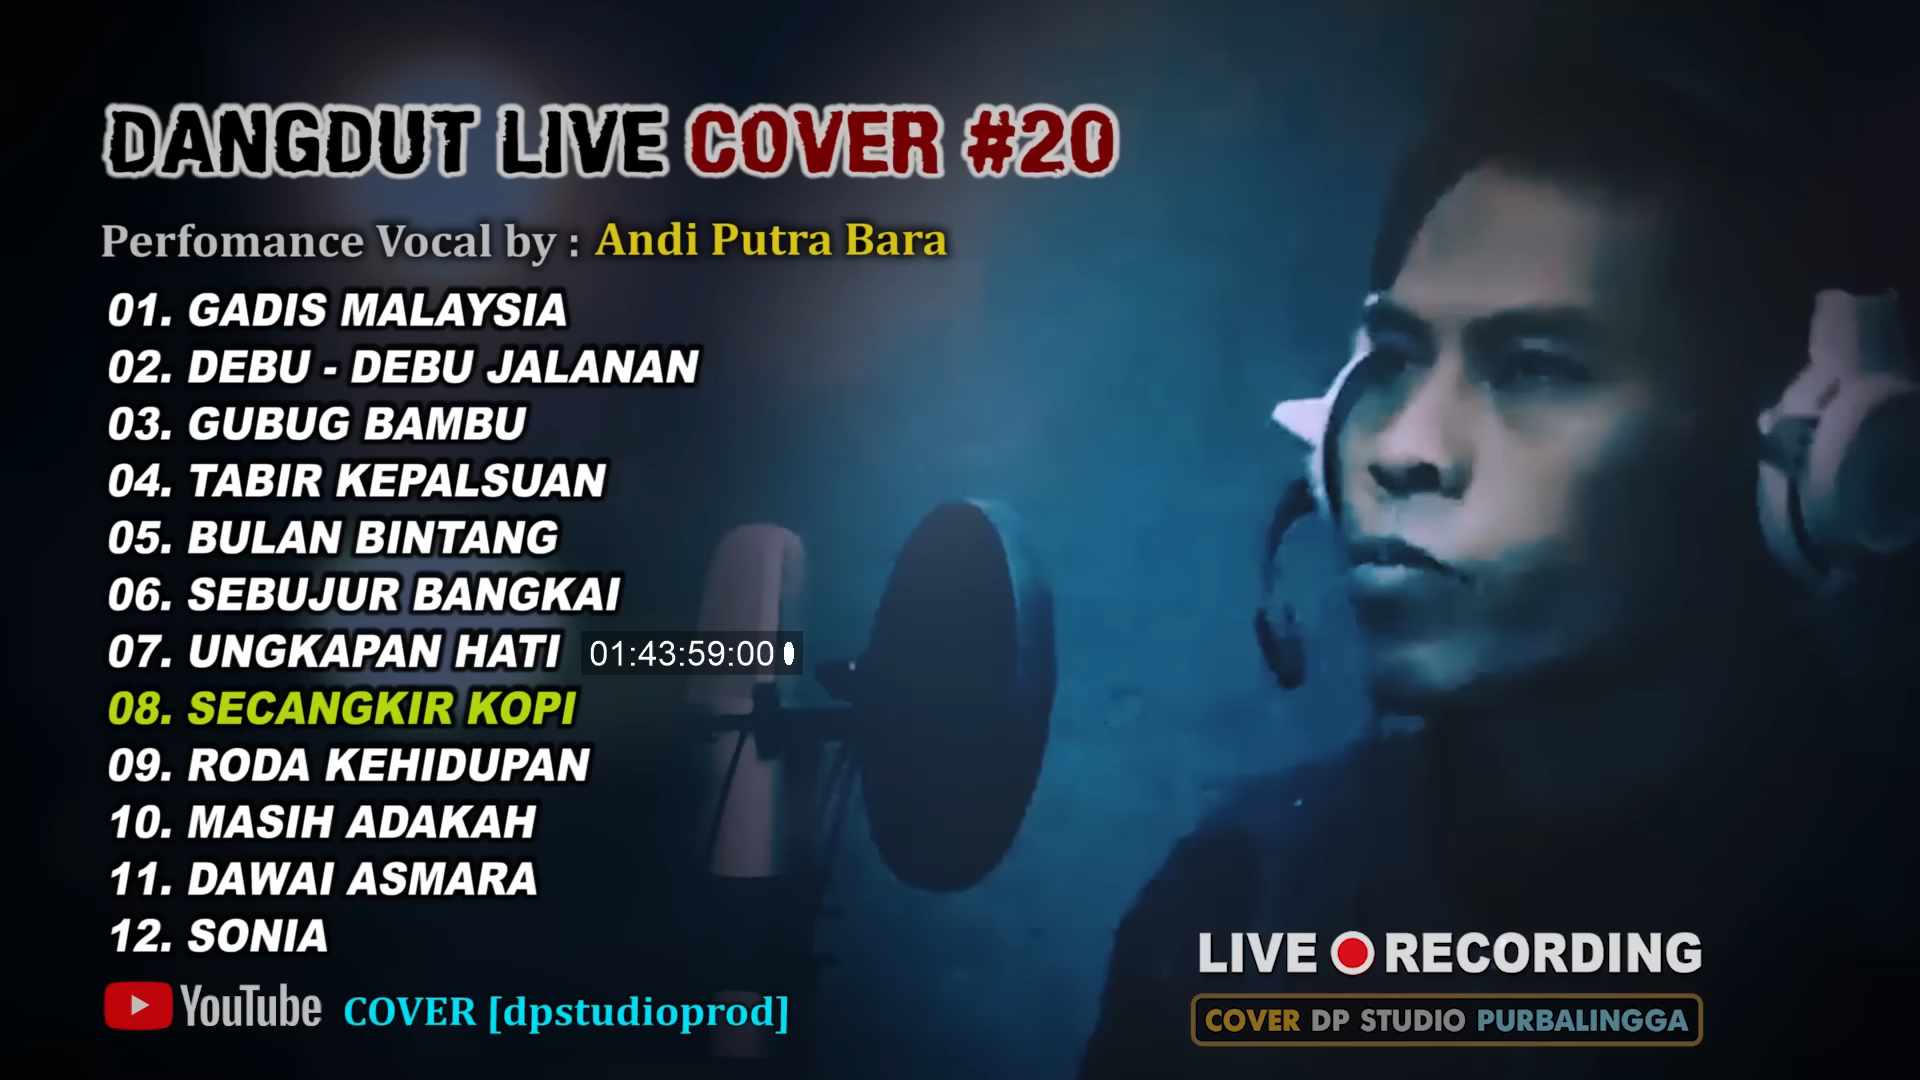 DANGDUT LIVE COVER #20
Perfomance Vocal by : Andi Putra Bara
01. GADIS MALAYSIA
02. DEBU - DEBU JALANAN
03. GUBUG BAMBU
04. TABIR KEPALSUAN
05. BULAN BINTANG
06. SEBUJUR BANGKAI
07. UNGKAPAN HATI 01:43:59:00
08. SECANGKIR KOPI
09. RODA KEHIDUPAN
10. MASIH ADAKAH
11. DAWAI ASMARA
12. SONIA
YouTube COVER [dpstudioprod]
LIVE RECORDING
COVER DP STUDIO PURBALINGGA